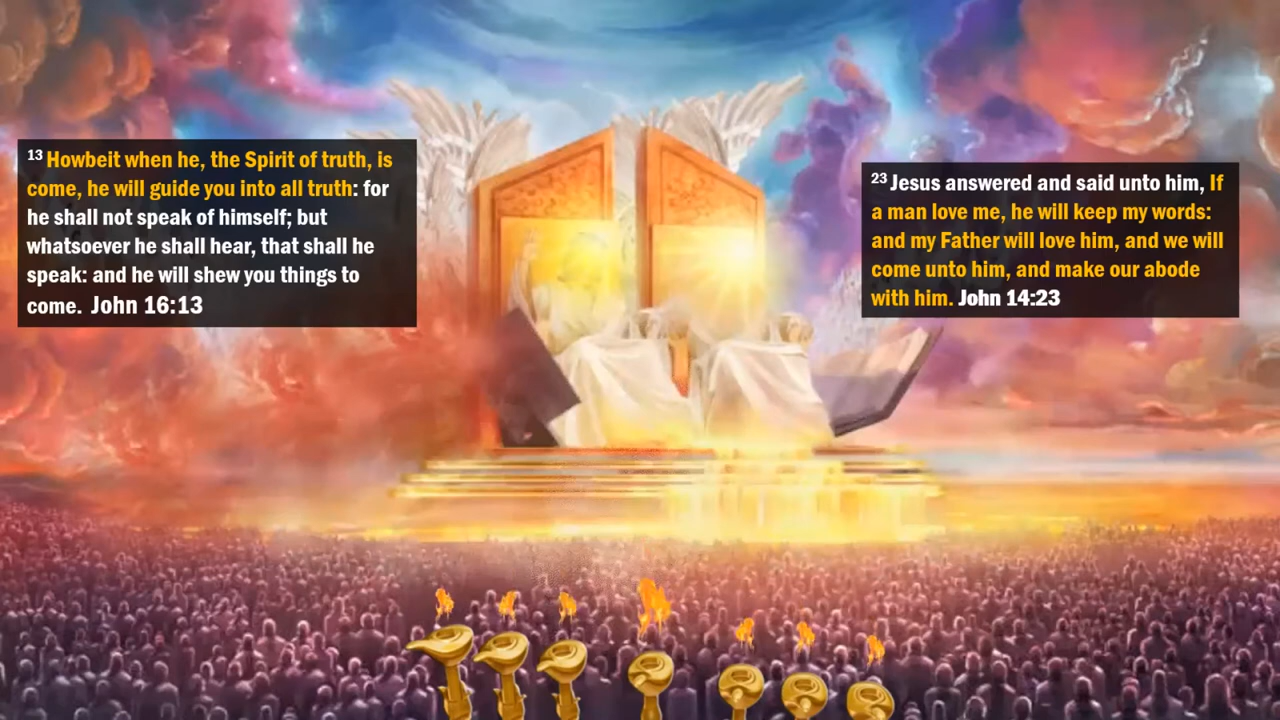 13 Howbeit when he, the Spirit of truth, is
come, he will guide you into all truth: for
he shall not speak of himself; but
whatsoever he shall hear, that shall he
speak: and he will shew you things to
come. John 16:13
23 Jesus answered and said unto him, If
a man love me, he will keep my words:
and my Father will love him, and we will
come unto him, and make our abode
with him. John 14:23